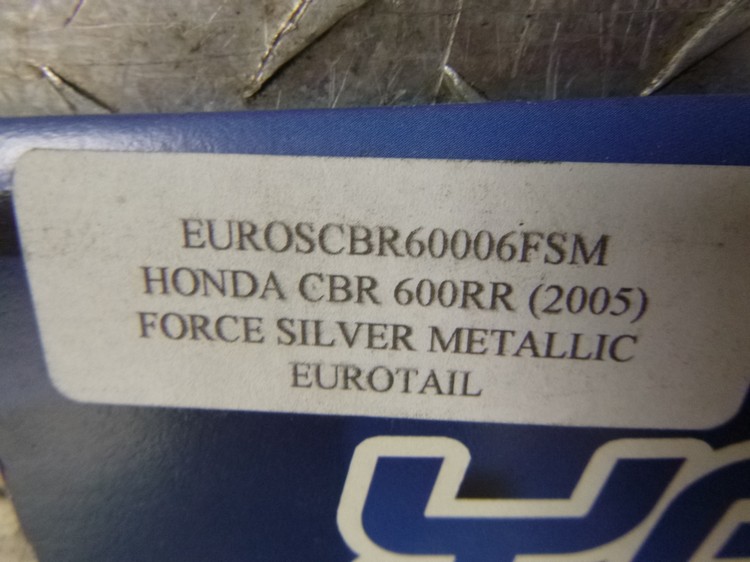 EUROSCBR60006FSM
HONDA CBR 600RR (2005)
FORCE SILVER METALLIC
EUROTAIL